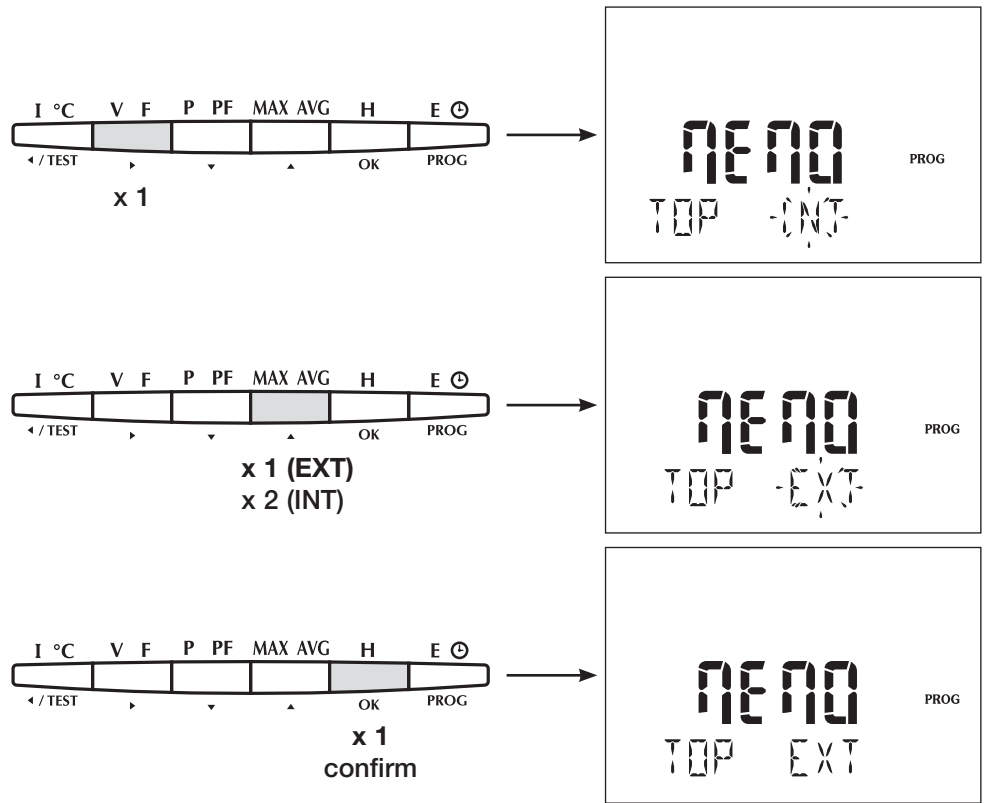 I °C V F P PF MAX AVG H E
◂ / TEST ▸ ▾ ▴ OK PROG
x 1
MEMO
PROG
TOP INT
I °C V F P PF MAX AVG H E
◂ / TEST ▸ ▾ ▴ OK PROG
x 1 (EXT)
x 2 (INT)
MEMO
PROG
TOP EXT
I °C V F P PF MAX AVG H E
◂ / TEST ▸ ▾ ▴ OK PROG
x 1
confirm
MEMO
PROG
TOP EXT